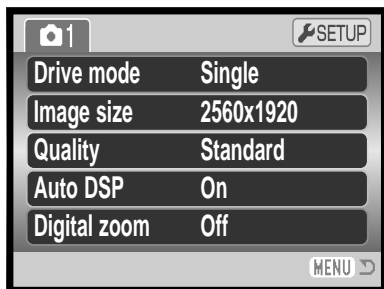 1 SETUP
Drive mode Single
Image size 2560x1920
Quality Standard
Auto DSP On
Digital zoom Off
MENU